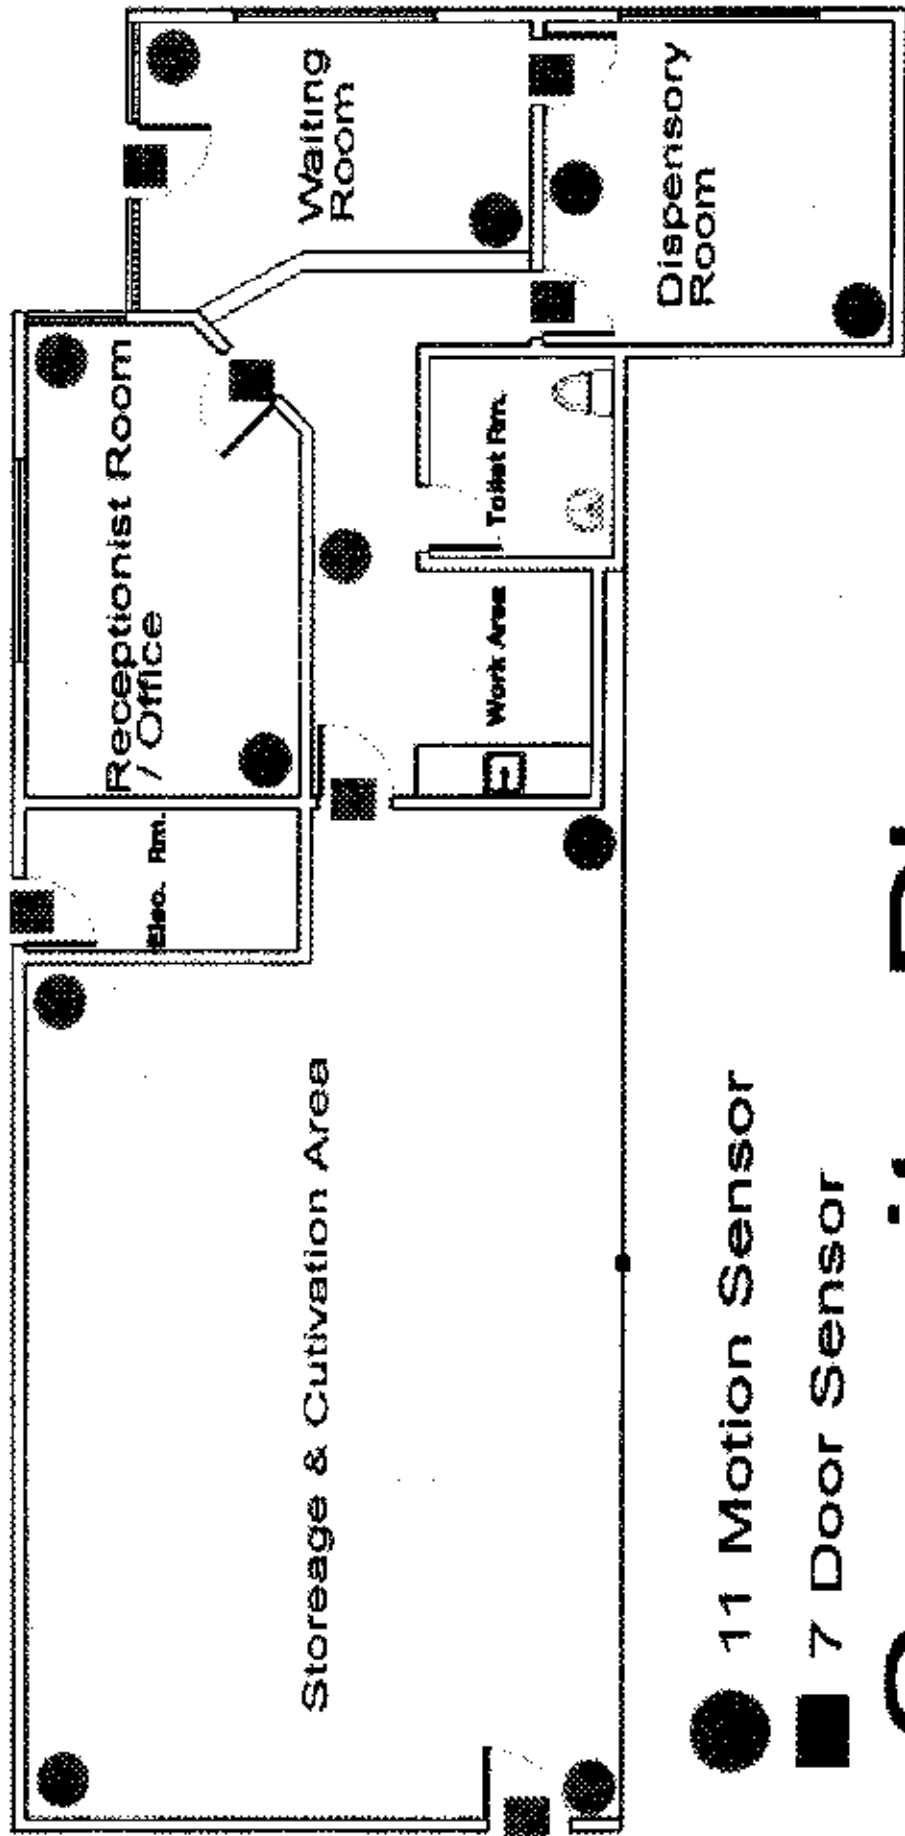 Waiting
Room
Dispensory
Room
Receptionist Room
/ Office
Toilet Rm.
Work Area
Elec. Rm.
Storeage & Cutivation Area
11 Motion Sensor
7 Door Sensor